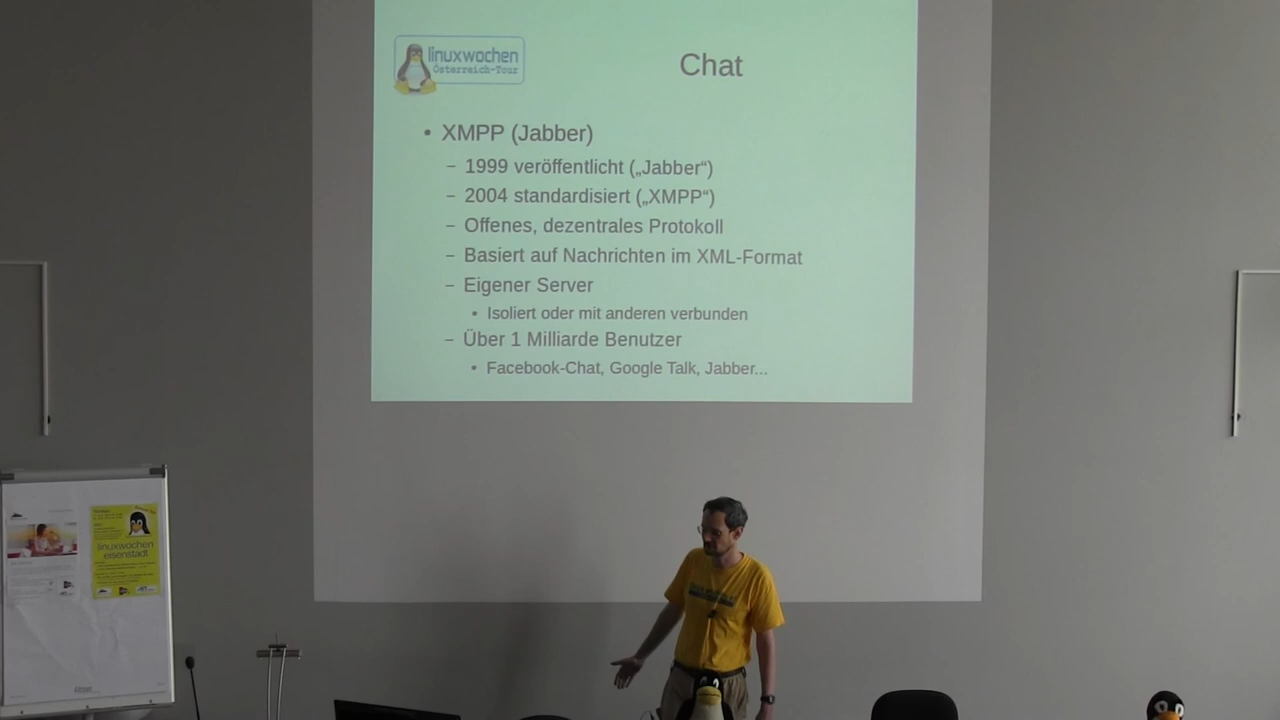 linuxwochen
Österreich-Tour
Chat
• XMPP (Jabber)
– 1999 veröffentlicht („Jabber“)
– 2004 standardisiert („XMPP“)
– Offenes, dezentrales Protokoll
– Basiert auf Nachrichten im XML-Format
– Eigener Server
• Isoliert oder mit anderen verbunden
– Über 1 Milliarde Benutzer
• Facebook-Chat, Google Talk, Jabber...
linuxwochen
eisenstadt